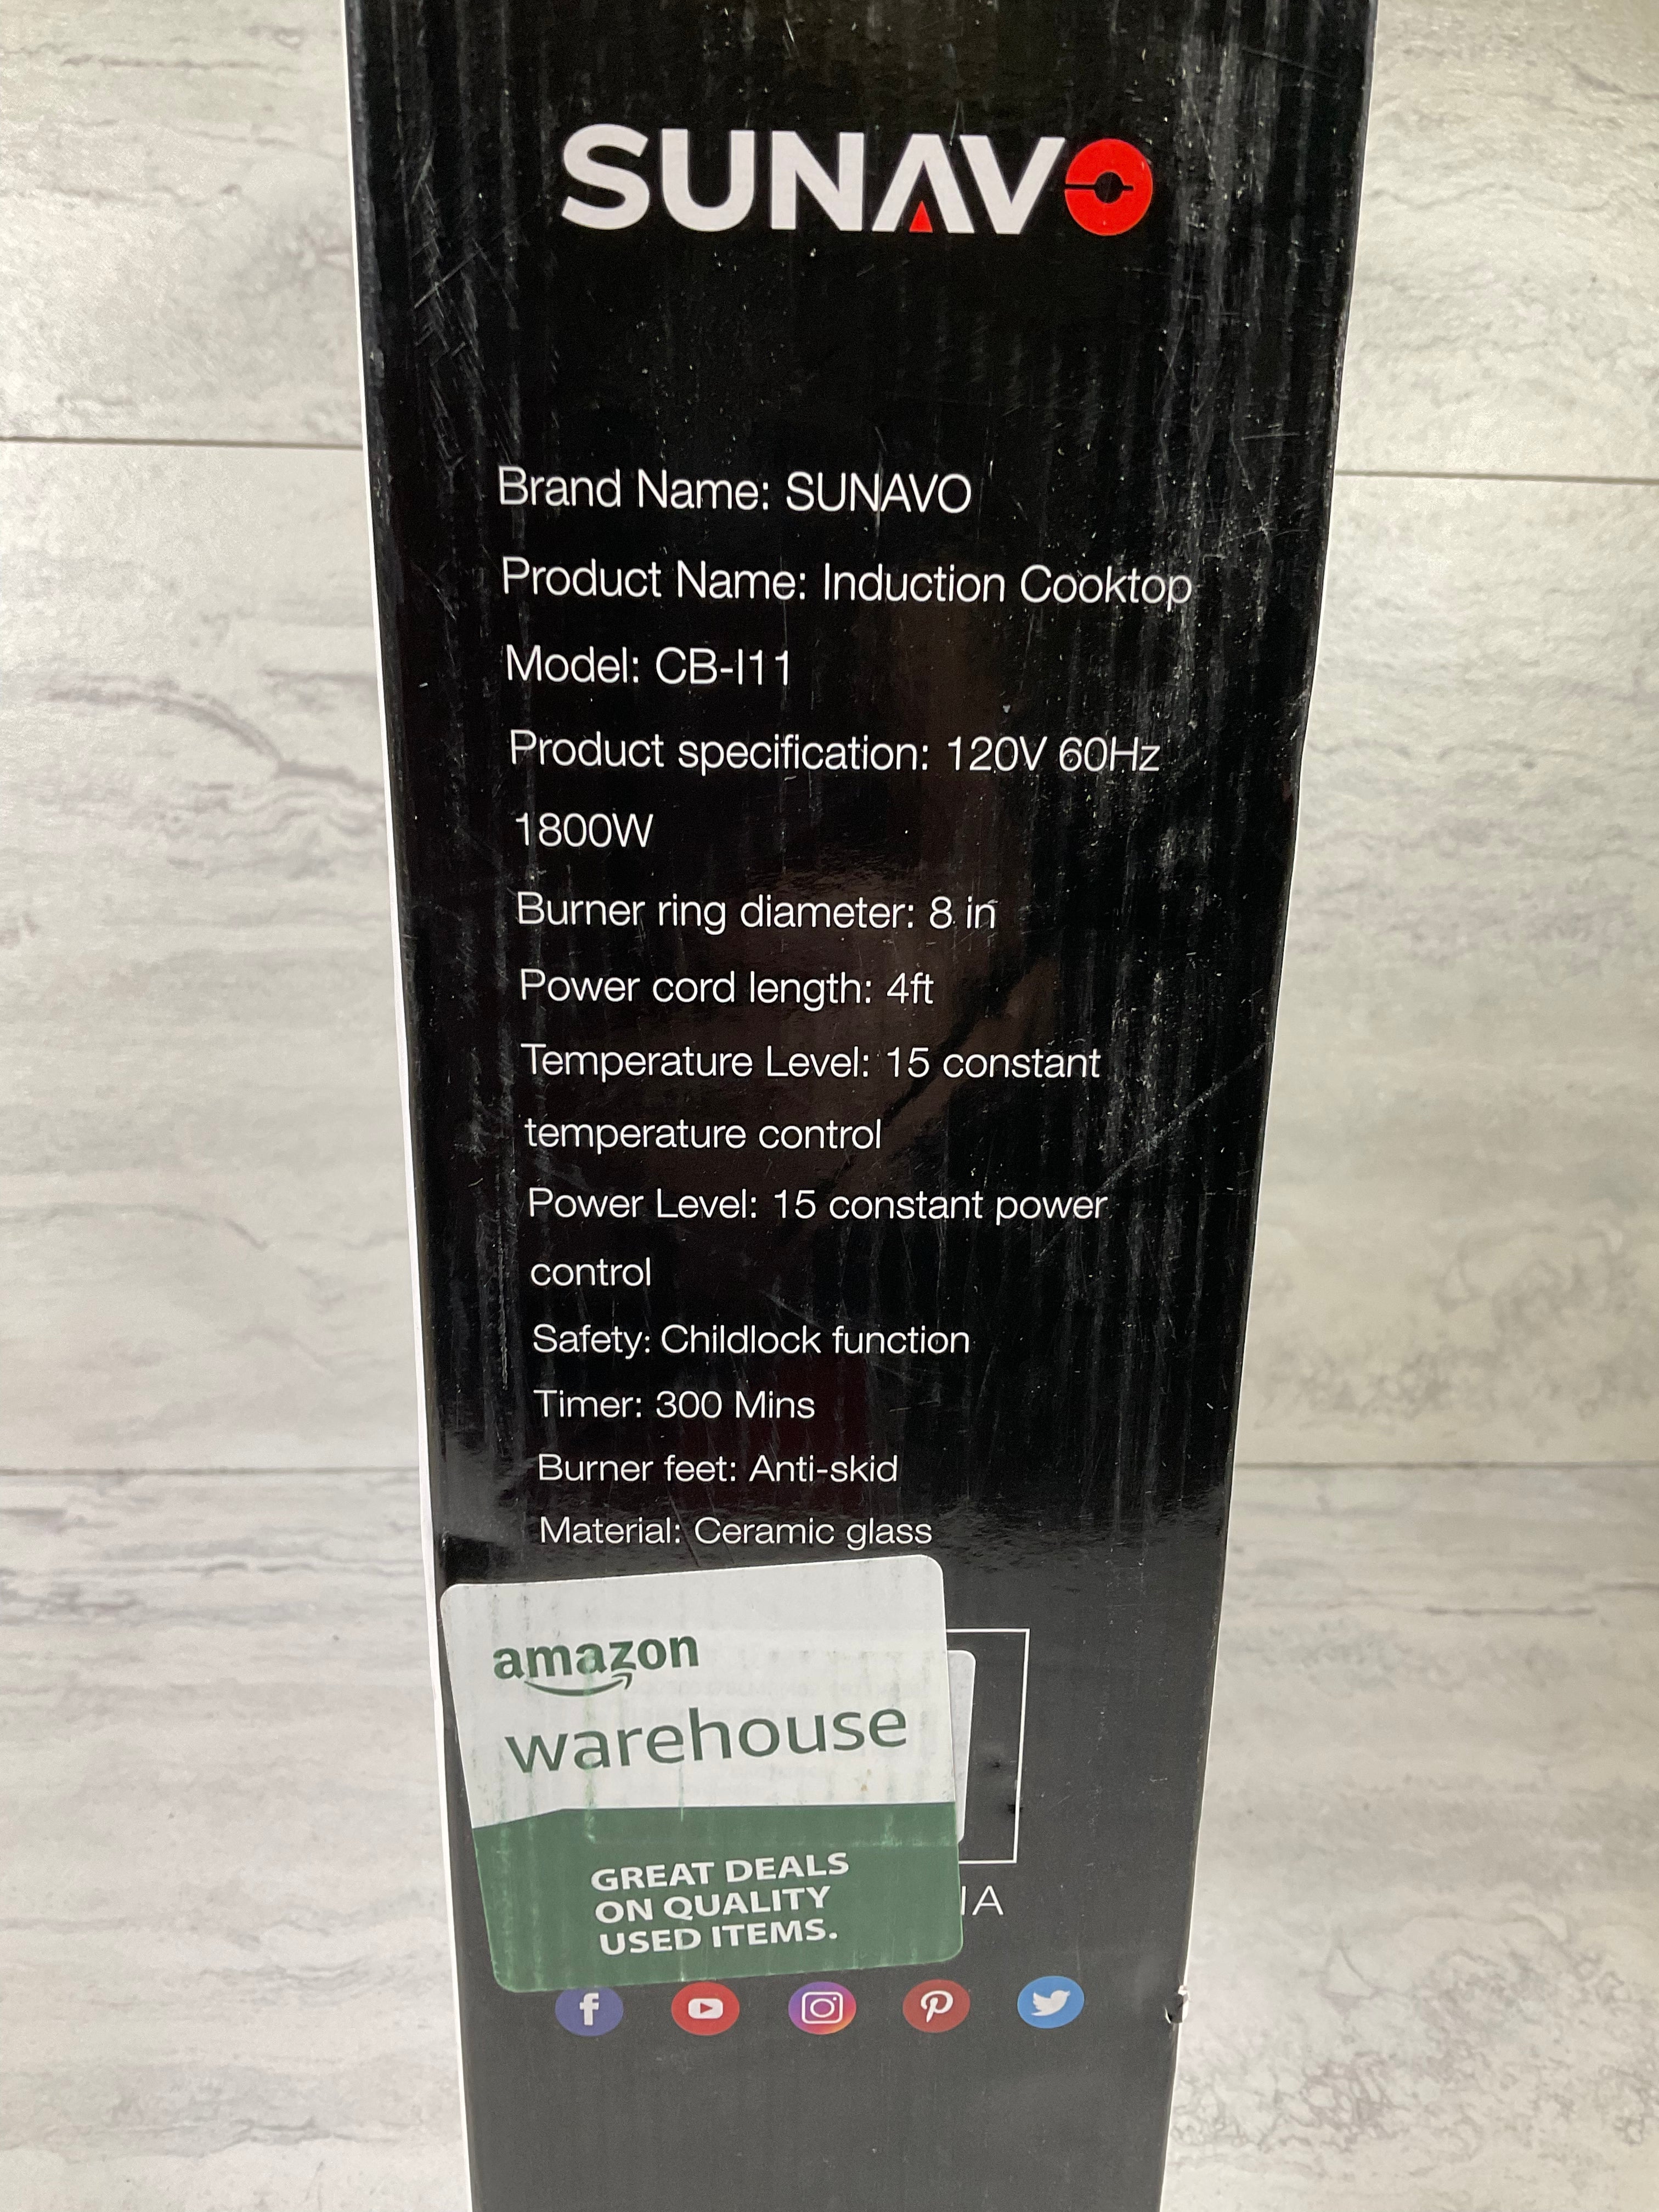 SUNAVO
Brand Name: SUNAVO
Product Name: Induction Cooktop
Model: CB-I11
Product specification: 120V 60Hz
1800W
Burner ring diameter: 8 in
Power cord length: 4ft
Temperature Level: 15 constant
temperature control
Power Level: 15 constant power
control
Safety: Childlock function
Timer: 300 Mins
Burner feet: Anti-skid
Material: Ceramic glass
amazon
warehouse
GREAT DEALS
ON QUALITY
USED ITEMS.